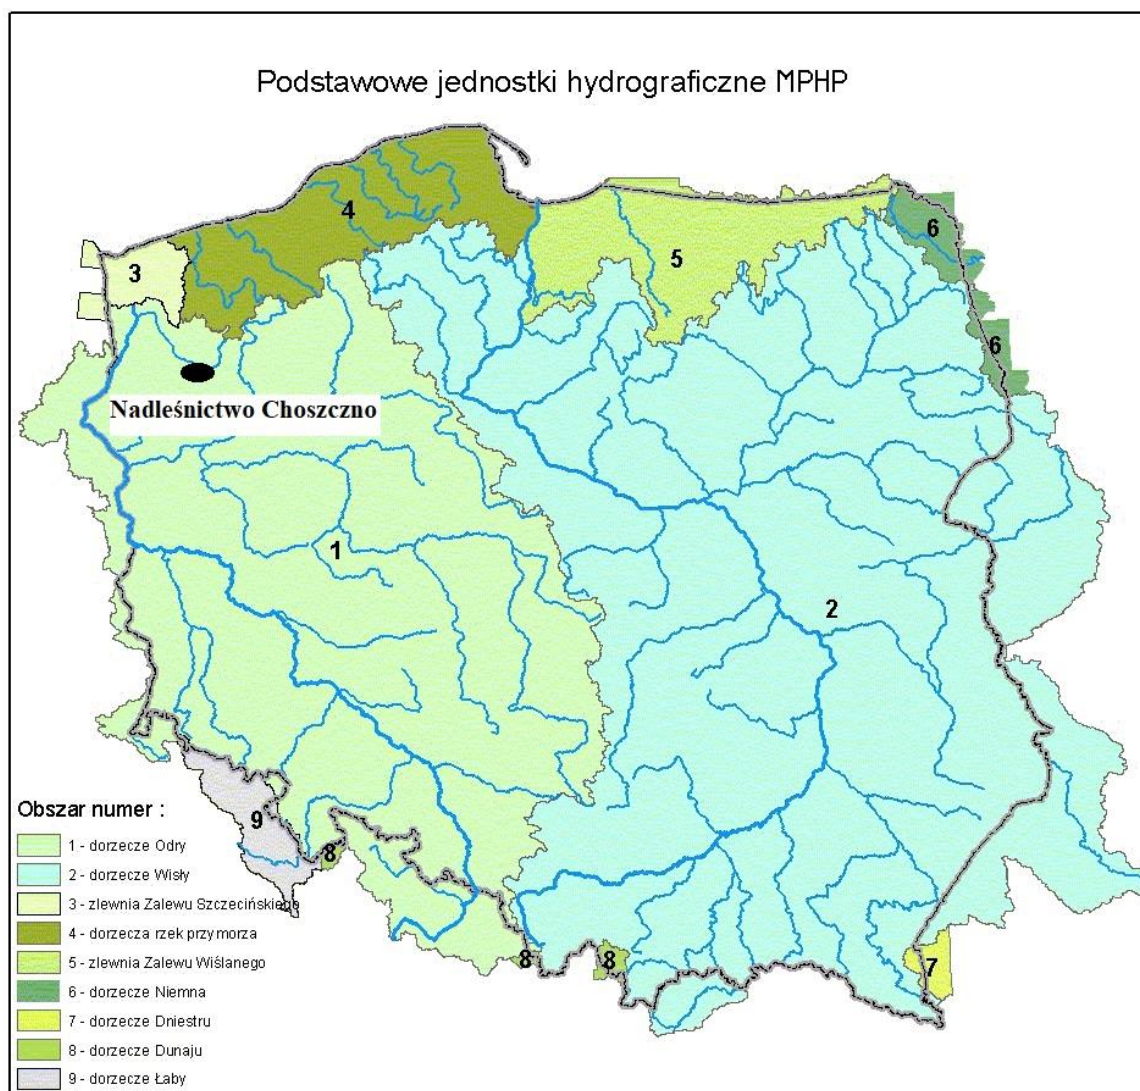 Podstawowe jednostki hydrograficzne MPHP
4
6
3
5
6
Nadleśnictwo Choszczno
1
2
Obszar numer :
9
8
1 - dorzecze Odry
2 - dorzecze Wisły
3 - zlewnia Zalewu Szczecińskiego
4 - dorzecza rzek przymorza
5 - zlewnia Zalewu Wiślanego
8
8
7
6 - dorzecze Niemna
7 - dorzecze Dniestru
8 - dorzecze Dunaju
9 - dorzecze Łaby